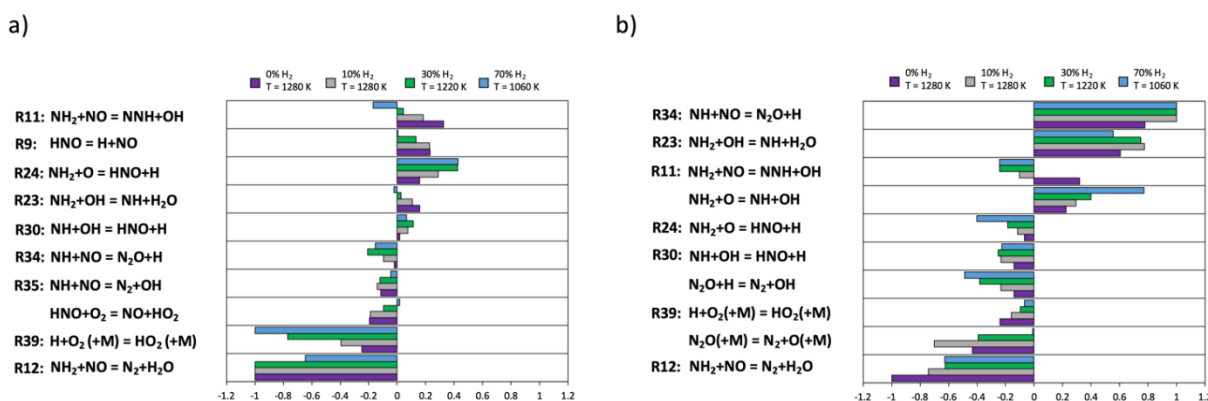 a)
0% H₂ 10% H₂ 30% H₂ 70% H₂
T = 1280 K T = 1280 K T = 1220 K T = 1060 K
R11: NH₂+NO = NNH+OH
R9: HNO = H+NO
R24: NH₂+O = HNO+H
R23: NH₂+OH = NH+H₂O
R30: NH+OH = HNO+H
R34: NH+NO = N₂O+H
R35: NH+NO = N₂+OH
HNO+O₂ = NO+HO₂
R39: H+O₂ (+M) = HO₂ (+M)
R12: NH₂+NO = N₂+H₂O
-1.2 -1 -0.8 -0.6 -0.4 -0.2 0 0.2 0.4 0.6 0.8 1 1.2
b)
0% H₂ 10% H₂ 30% H₂ 70% H₂
T = 1280 K T = 1280 K T = 1220 K T = 1060 K
R34: NH+NO = N₂O+H
R23: NH₂+OH = NH+H₂O
R11: NH₂+NO = NNH+OH
NH₂+O = NH+OH
R24: NH₂+O = HNO+H
R30: NH+OH = HNO+H
N₂O+H = N₂+OH
R39: H+O₂(+M) = HO₂(+M)
N₂O(+M) = N₂+O(+M)
R12: NH₂+NO = N₂+H₂O
-1.2 -1 -0.8 -0.6 -0.4 -0.2 0 0.2 0.4 0.6 0.8 1 1.2